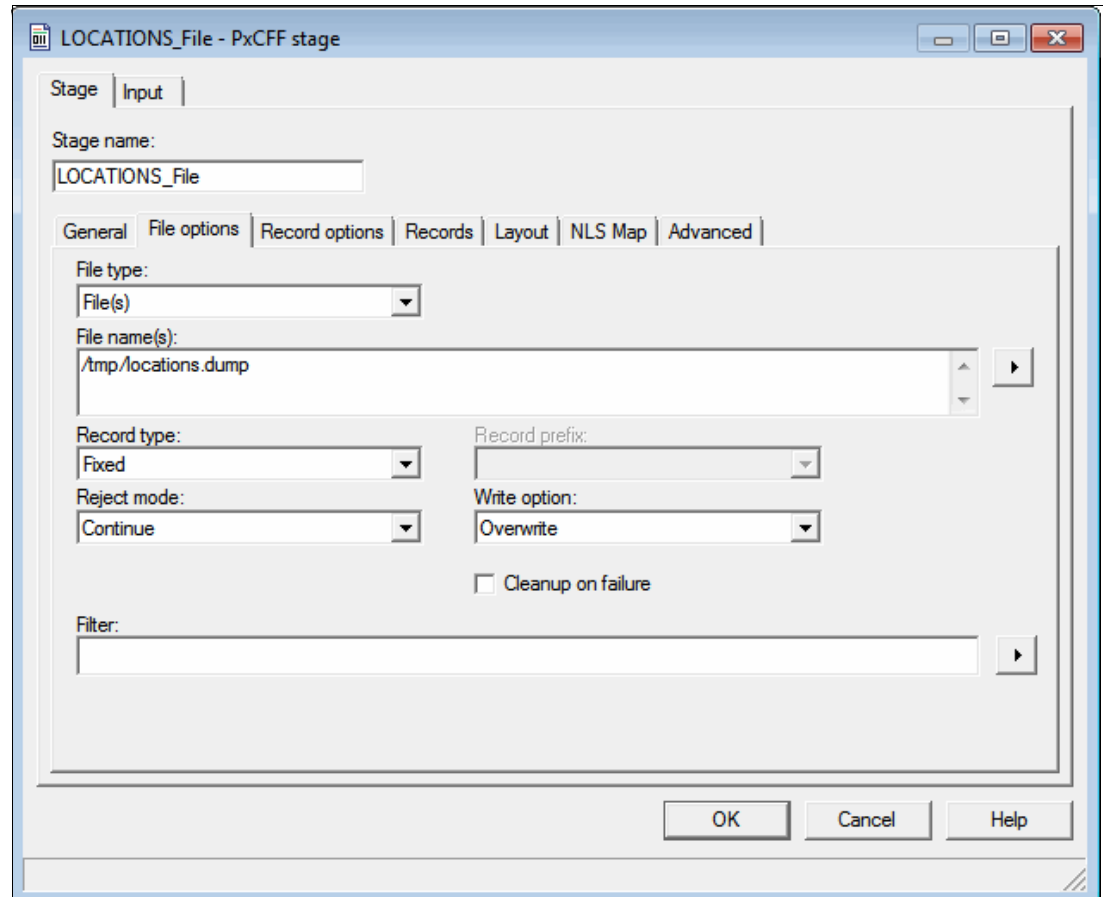 LOCATIONS_File - PxCFF stage
Stage Input
Stage name:
LOCATIONS_File
General File options Record options Records Layout NLS Map Advanced
File type:
File(s)
File name(s):
/tmp/locations.dump
Record type: Record prefix:
Fixed
Reject mode: Write option:
Continue Overwrite
Cleanup on failure
Filter:
OK Cancel Help